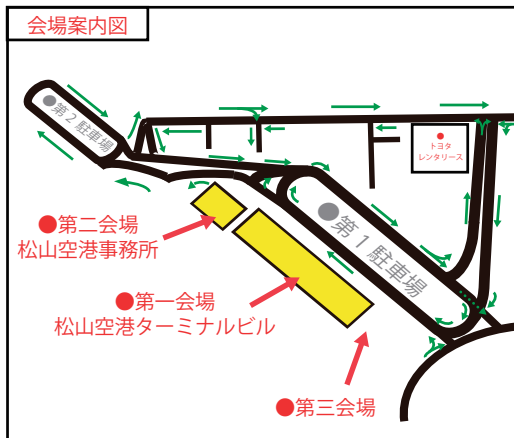 会場案内図
●第2駐車場
●トヨタ
レンタリース
●第1駐車場
●第二会場
松山空港事務所
●第一会場
松山空港ターミナルビル
●第三会場